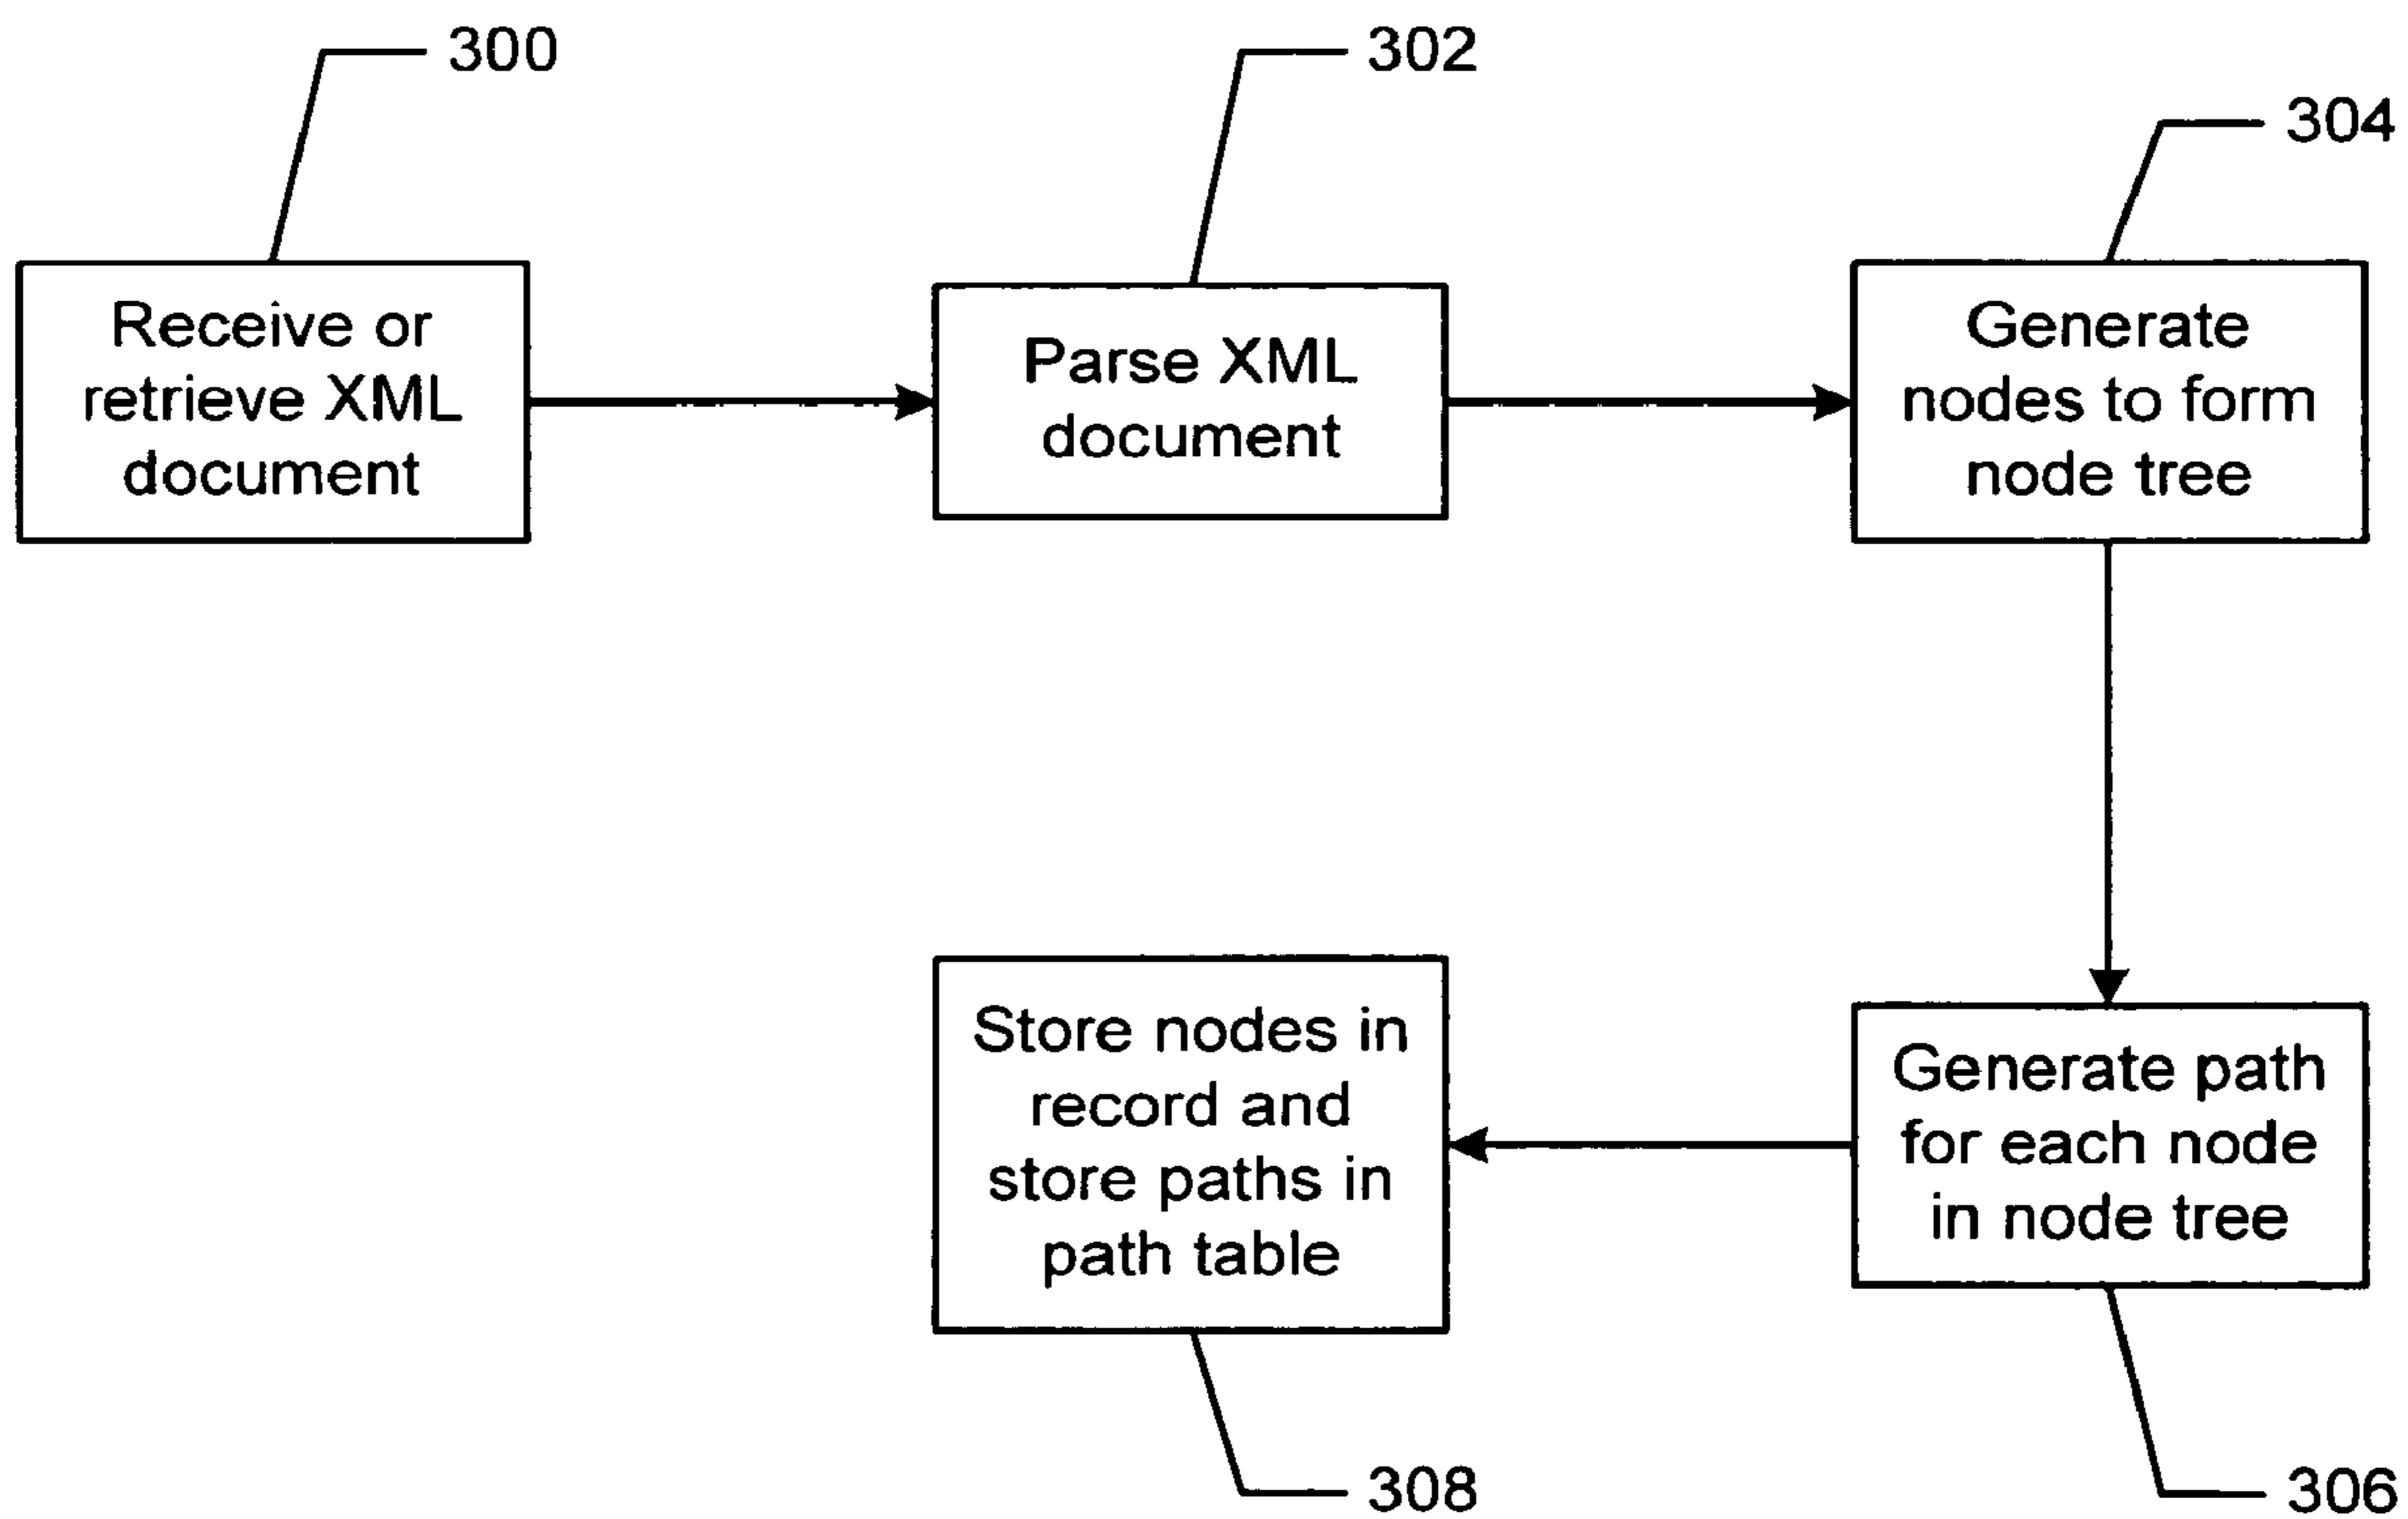 300
302
304
Receive or
retrieve XML
document
Parse XML
document
Generate
nodes to form
node tree
Generate path
for each node
in node tree
Store nodes in
record and
store paths in
path table
308
306